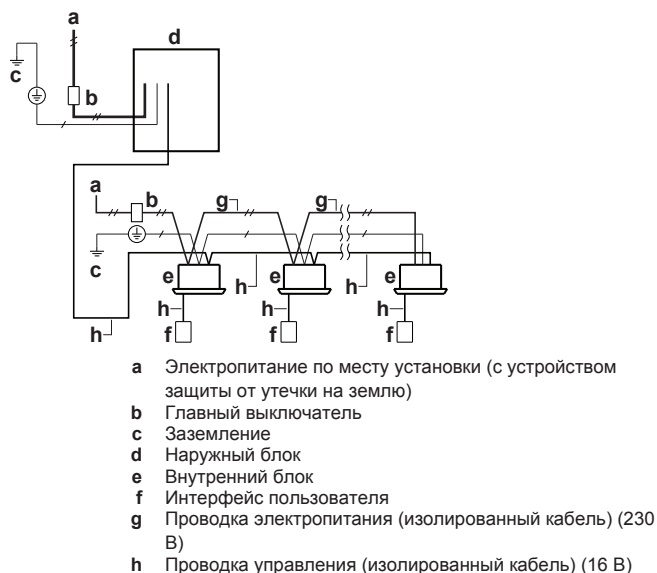 a
d
c
b
a
b
g
g
c
e
e
e
h
h
h
h
h
h
f
f
f
a Электропитание по месту установки (с устройством
защиты от утечки на землю)
b Главный выключатель
c Заземление
d Наружный блок
e Внутренний блок
f Интерфейс пользователя
g Проводка электропитания (изолированный кабель) (230
В)
h Проводка управления (изолированный кабель) (16 В)